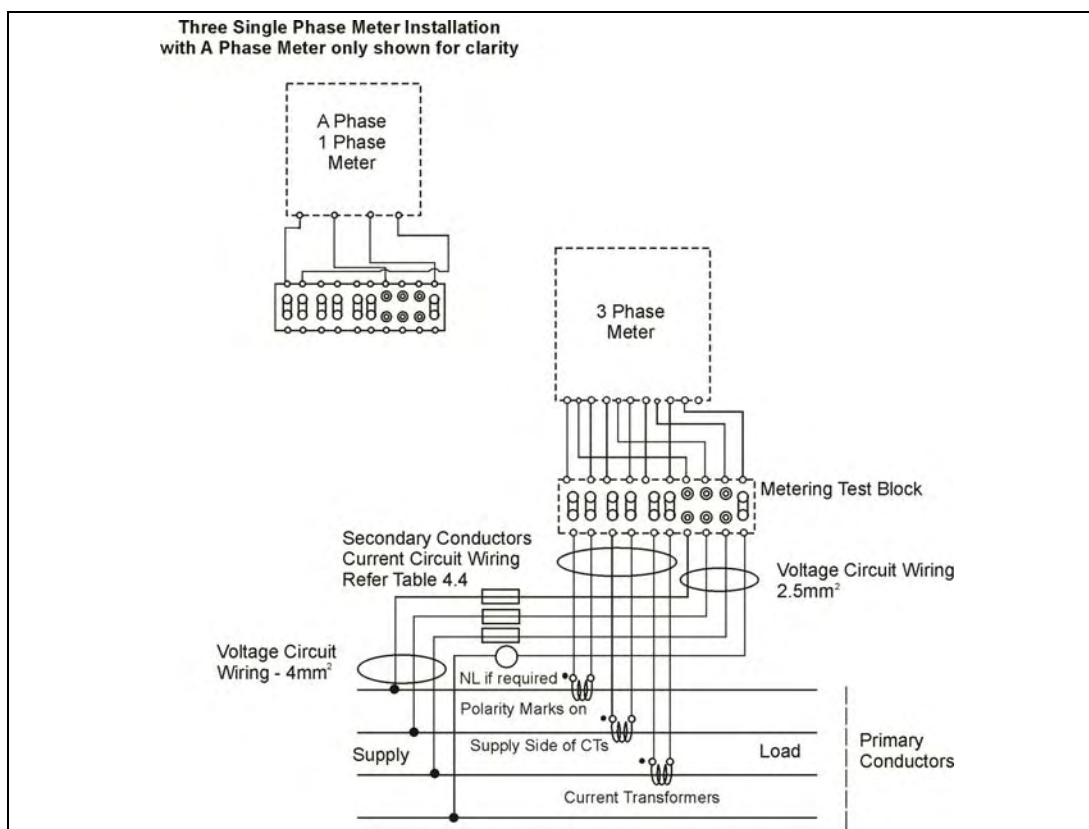 Three Single Phase Meter Installation
with A Phase Meter only shown for clarity
A Phase
1 Phase
Meter
3 Phase
Meter
Metering Test Block
Secondary Conductors
Current Circuit Wiring
Refer Table 4.4
Voltage Circuit Wiring
2.5mm²
Voltage Circuit
Wiring - 4mm²
NL if required
Polarity Marks on
Supply Side of CTs
Supply
Load
Primary
Conductors
Current Transformers